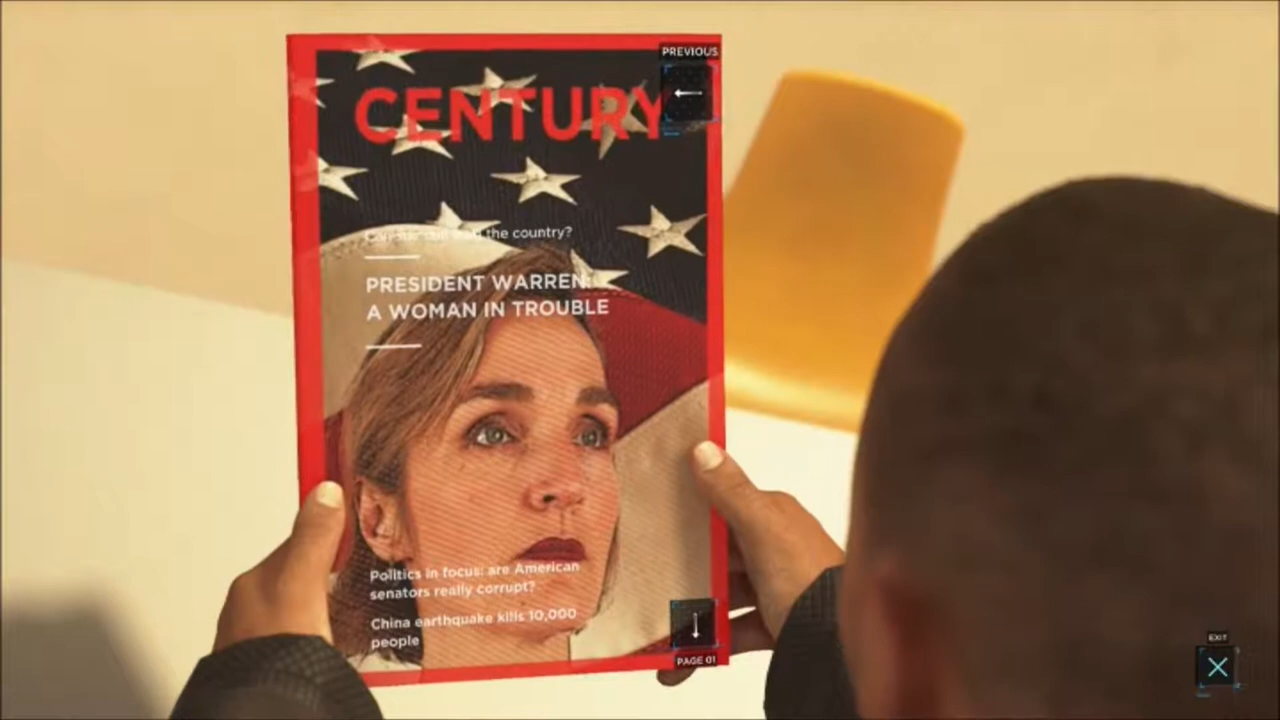 PREVIOUS
CENTURY
the country?
PRESIDENT WARREN:
A WOMAN IN TROUBLE
Politics in focus: are American
senators really corrupt?
China earthquake kills 10,000
people
PAGE 01
EXIT